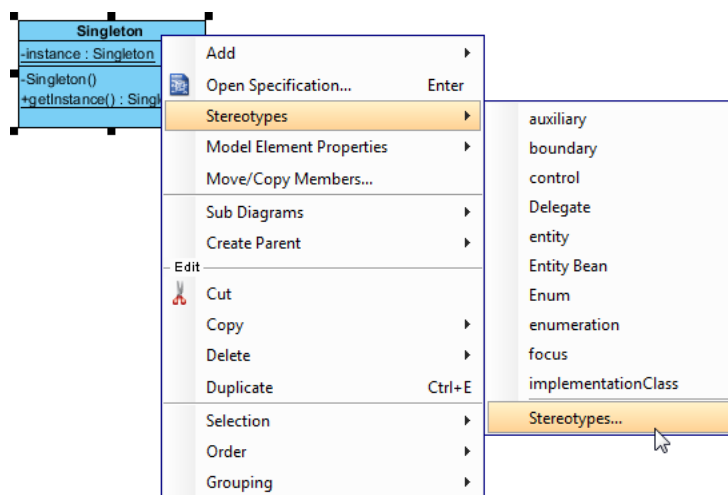 Singleton
-instance : Singleton
-Singleton()
+getInstance() : Singl
Add
Open Specification... Enter
Stereotypes
Model Element Properties
Move/Copy Members...
Sub Diagrams
Create Parent
Edit
Cut
Copy
Delete
Duplicate Ctrl+E
Selection
Order
Grouping
auxiliary
boundary
control
Delegate
entity
Entity Bean
Enum
enumeration
focus
implementationClass
Stereotypes...